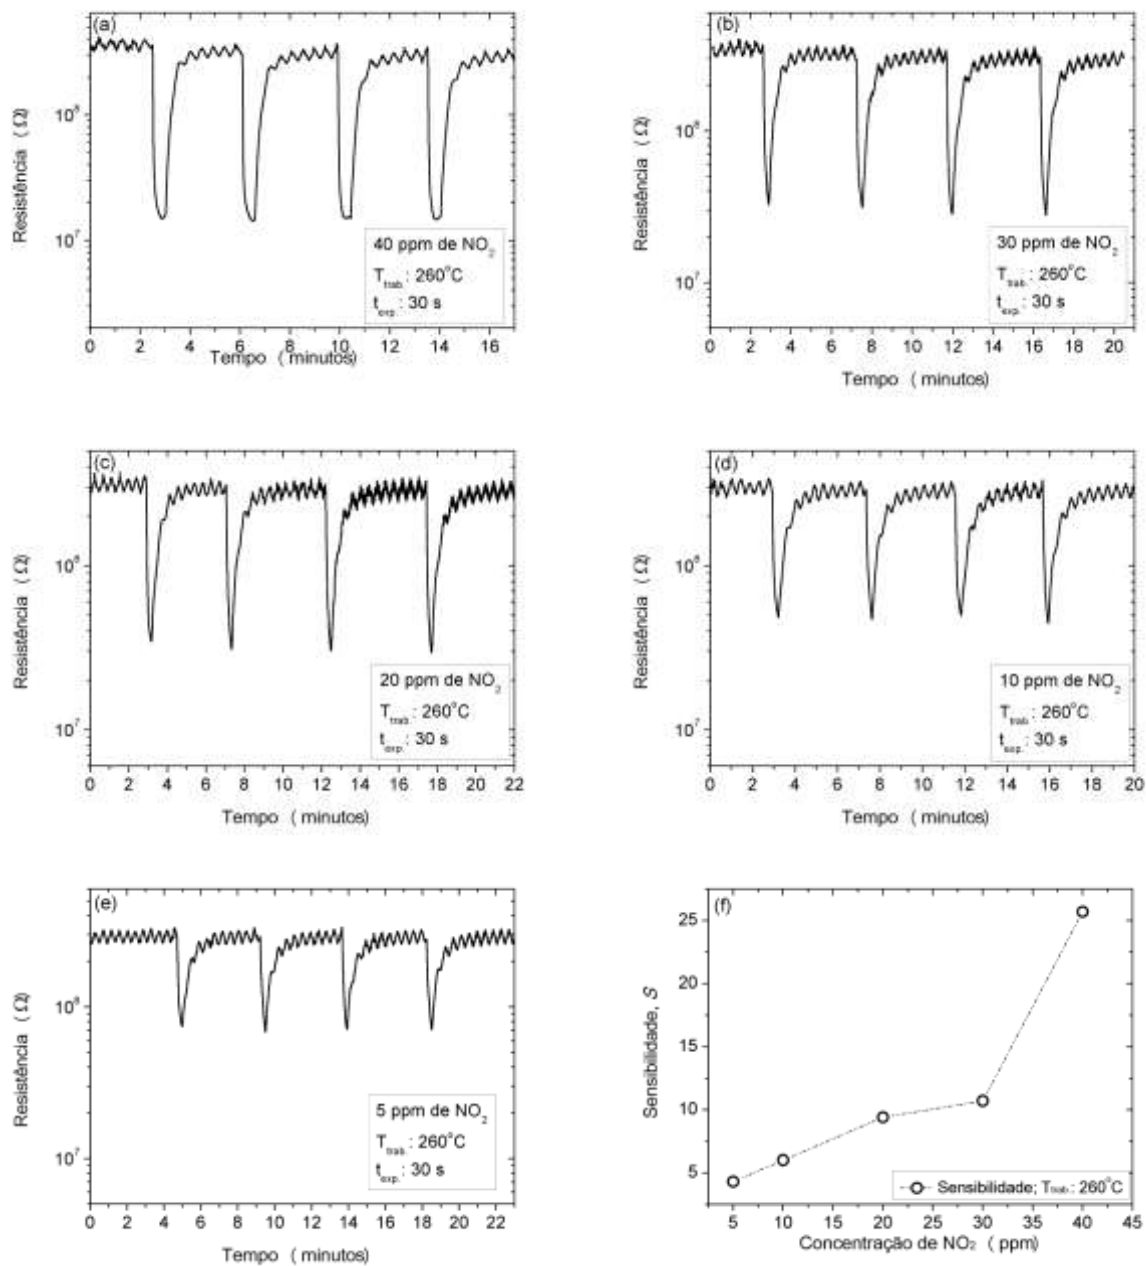 (a)
Resistência (Ω)
10⁸
10⁷
40 ppm de NO₂
T_trab.: 260°C
t_exp.: 30 s
0 2 4 6 8 10 12 14 16
Tempo (minutos)
(b)
Resistência (Ω)
10⁸
10⁷
30 ppm de NO₂
T_trab.: 260°C
t_exp.: 30 s
0 2 4 6 8 10 12 14 16 18 20
Tempo (minutos)
(c)
Resistência (Ω)
10⁸
10⁷
20 ppm de NO₂
T_trab.: 260°C
t_exp.: 30 s
0 2 4 6 8 10 12 14 16 18 20 22
Tempo (minutos)
(d)
Resistência (Ω)
10⁸
10⁷
10 ppm de NO₂
T_trab.: 260°C
t_exp.: 30 s
0 2 4 6 8 10 12 14 16 18 20
Tempo (minutos)
(e)
Resistência (Ω)
10⁸
10⁷
5 ppm de NO₂
T_trab.: 260°C
t_exp.: 30 s
0 2 4 6 8 10 12 14 16 18 20 22
Tempo (minutos)
(f)
Sensibilidade, S
25
20
15
10
5
Sensibilidade; T_trab.: 260°C
5 10 15 20 25 30 35 40 45
Concentração de NO₂ (ppm)